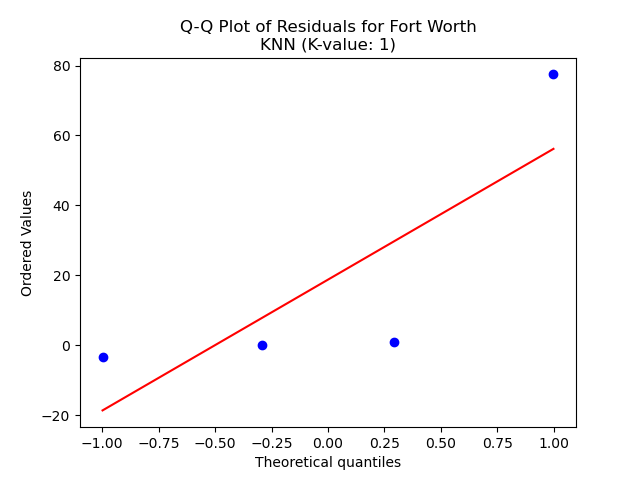 Q-Q Plot of Residuals for Fort Worth
KNN (K-value: 1)
80
60
40
20
0
−20
Ordered Values
−1.00 −0.75 −0.50 −0.25 0.00 0.25 0.50 0.75 1.00
Theoretical quantiles